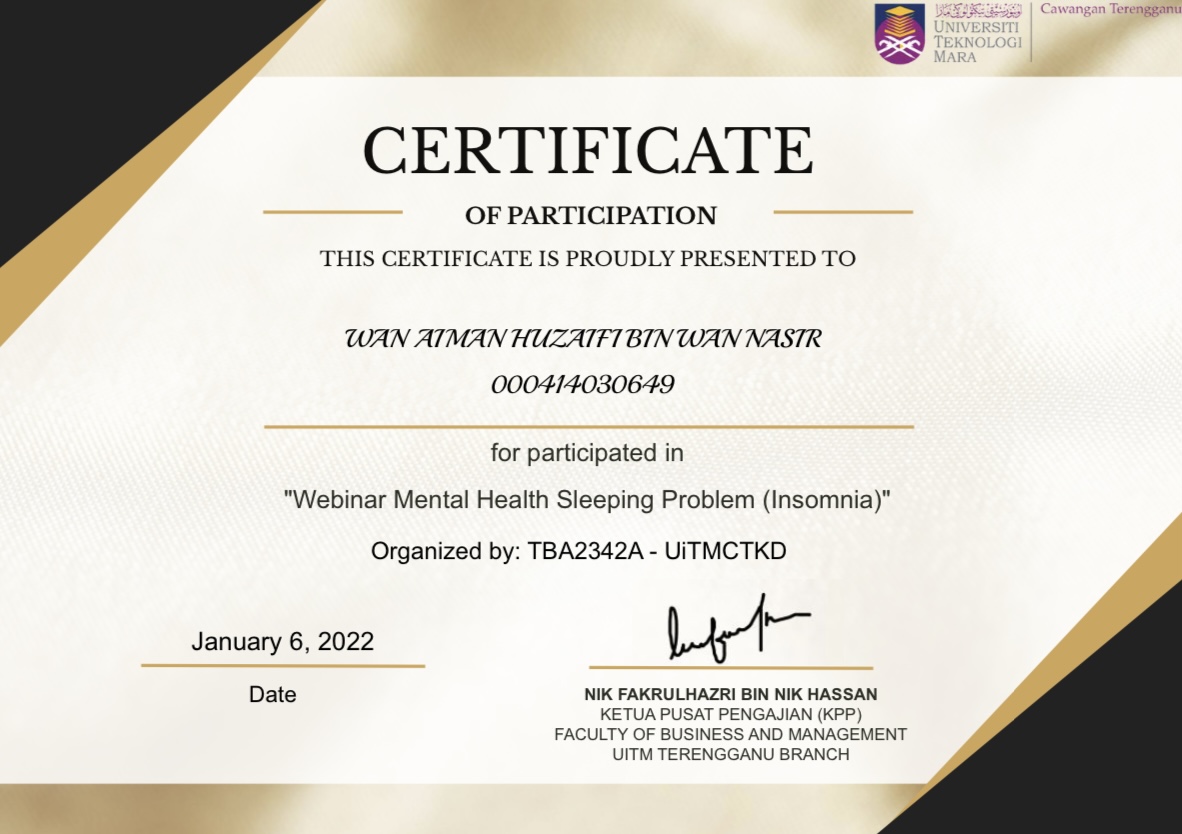 Cawangan Terengganu
UNIVERSITI
TEKNOLOGI
MARA
CERTIFICATE
OF PARTICIPATION
THIS CERTIFICATE IS PROUDLY PRESENTED TO
WAN AIMAN HUZAIFI BIN WAN NASIR
000414030649
for participated in
"Webinar Mental Health Sleeping Problem (Insomnia)"
Organized by: TBA2342A - UiTMCTKD
January 6, 2022
Date
NIK FAKRULHAZRI BIN NIK HASSAN
KETUA PUSAT PENGAJIAN (KPP)
FACULTY OF BUSINESS AND MANAGEMENT
UITM TERENGGANU BRANCH